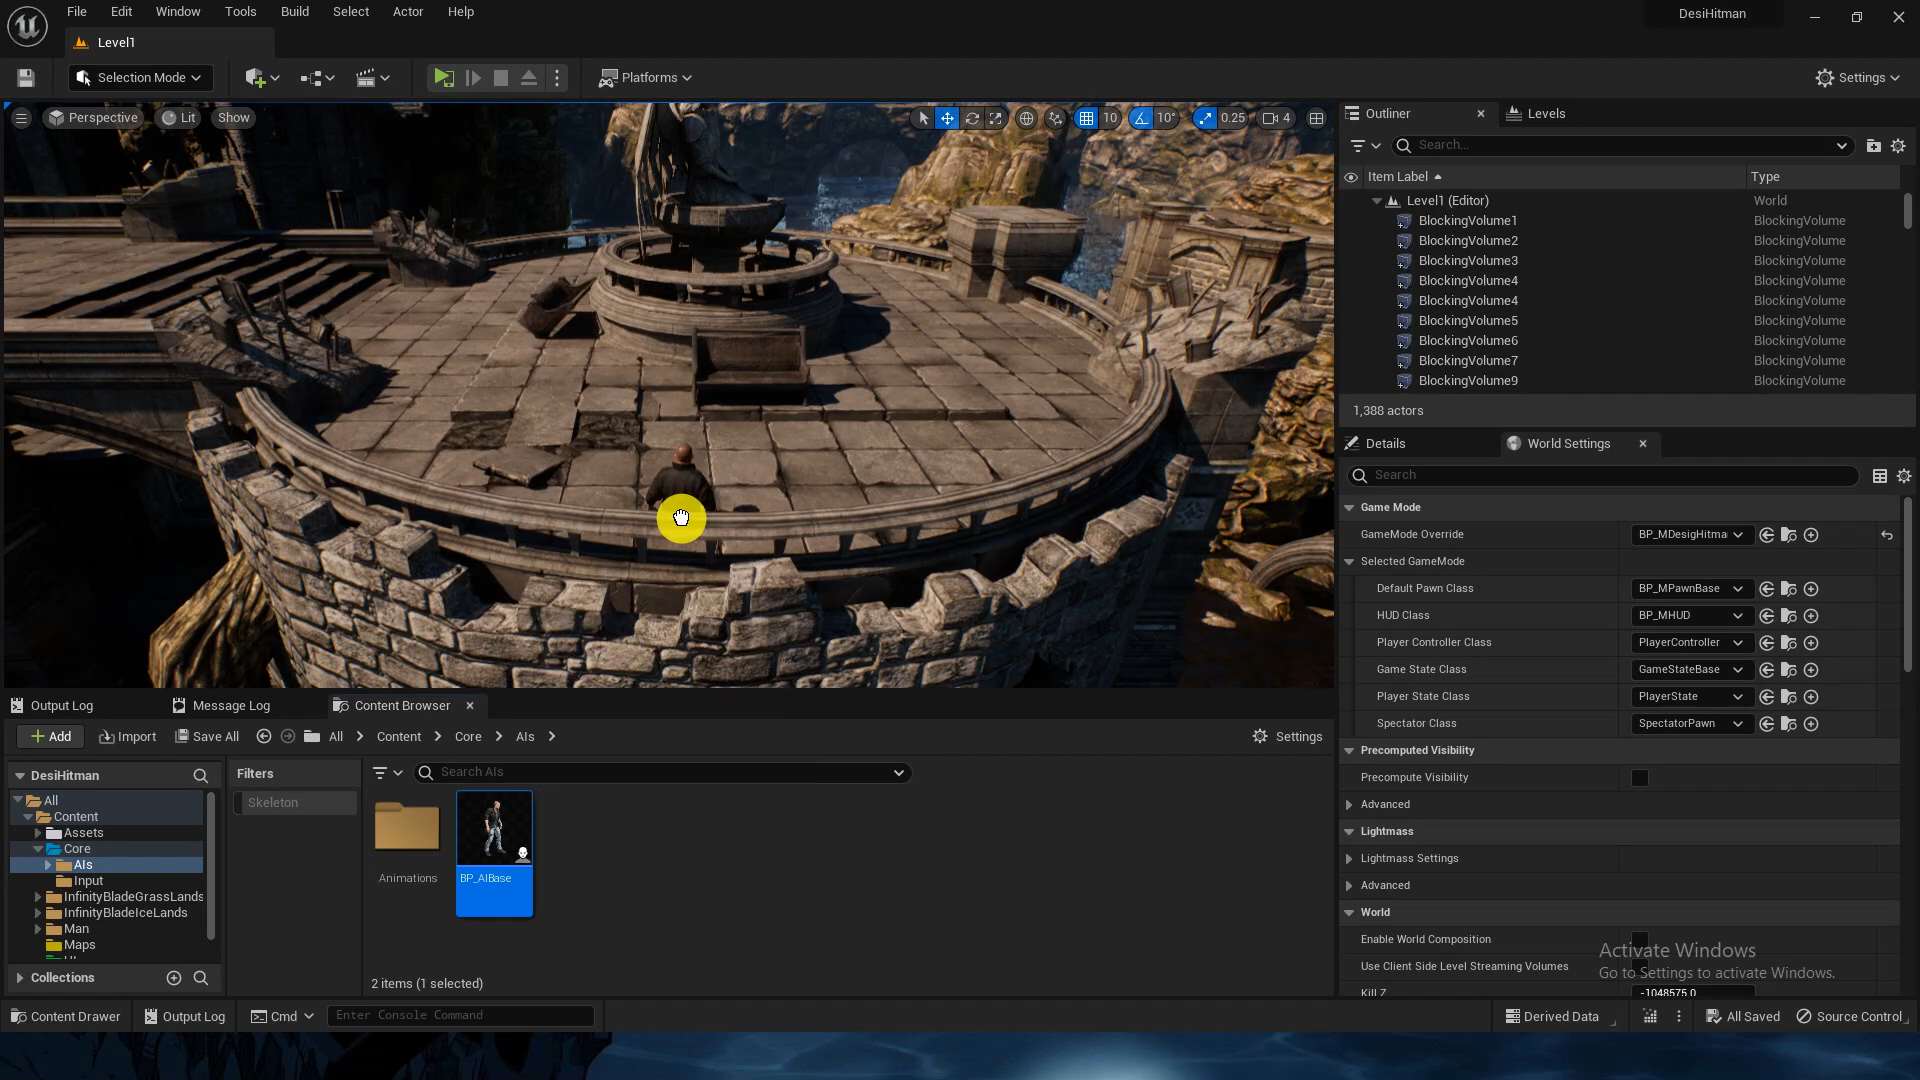 File Edit Window Tools Build Select Actor Help
DesiHitman
Level1
Selection Mode
Platforms
Settings
Perspective Lit Show
10 10° 0.25 4
Outliner Levels
Search...
Item Label Type
Level1 (Editor) World
BlockingVolume1 BlockingVolume
BlockingVolume2 BlockingVolume
BlockingVolume3 BlockingVolume
BlockingVolume4 BlockingVolume
BlockingVolume4 BlockingVolume
BlockingVolume5 BlockingVolume
BlockingVolume6 BlockingVolume
BlockingVolume7 BlockingVolume
BlockingVolume9 BlockingVolume
1,388 actors
Details World Settings
Search
Game Mode
GameMode Override BP_MDesigHitma
Selected GameMode
Default Pawn Class BP_MPawnBase
HUD Class BP_MHUD
Player Controller Class PlayerController
Game State Class GameStateBase
Player State Class PlayerState
Spectator Class SpectatorPawn
Precomputed Visibility
Precompute Visibility
Advanced
Lightmass
Lightmass Settings
Advanced
World
Enable World Composition
Use Client Side Level Streaming Volumes
Kill Z -1048575.0
Activate Windows
Go to Settings to activate Windows.
Output Log Message Log Content Browser
Add Import Save All All Content Core AIs Settings
DesiHitman
All
Content
Assets
Core
AIs
Input
InfinityBladeGrassLands
InfinityBladeIceLands
Man
Maps
Collections
Filters
Skeleton
Search AIs
Animations
BP_AIBase
2 items (1 selected)
Content Drawer Output Log Cmd Enter Console Command Derived Data All Saved Source Control